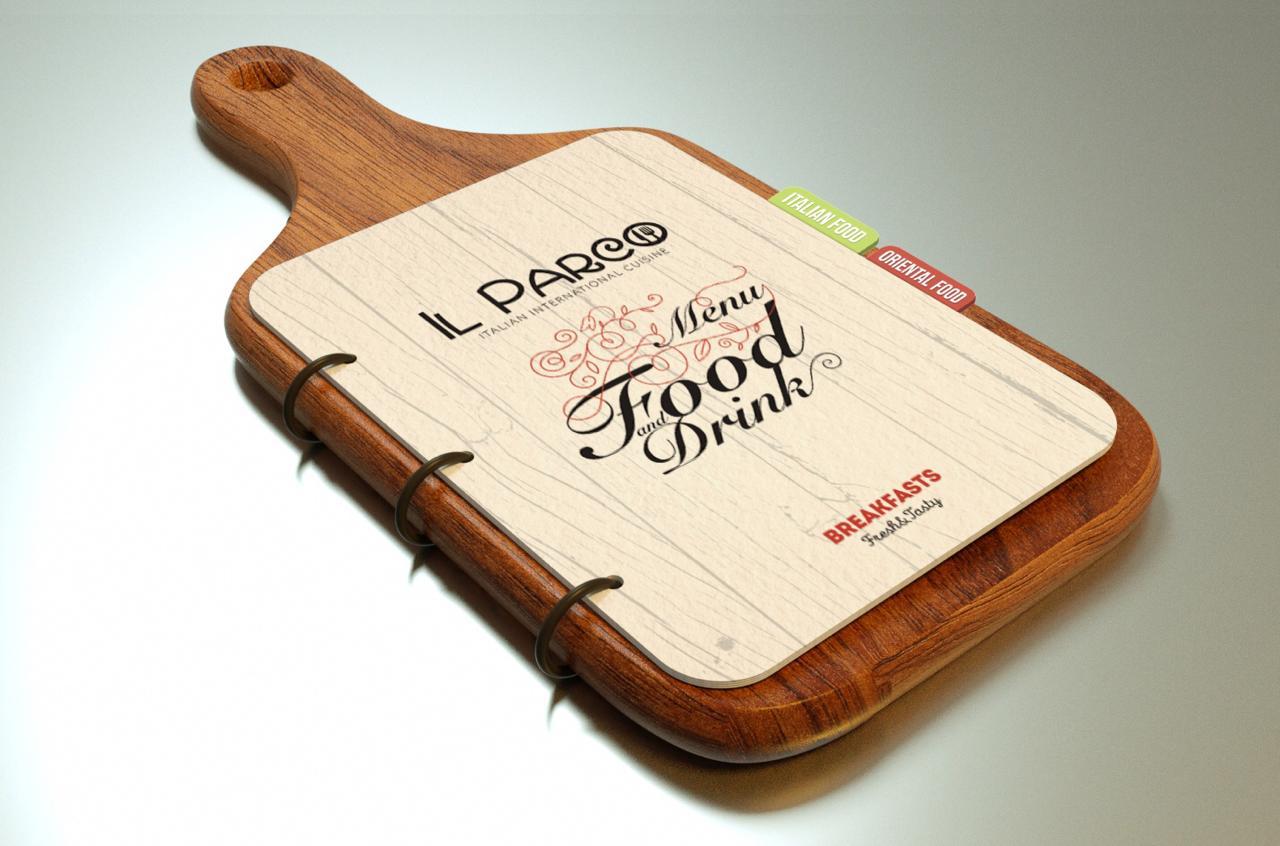 IL PARCO
ITALIAN INTERNATIONAL CUISINE
Menu
Food
and
Drink
BREAKFASTS
Fresh&Tasty
ITALIAN FOOD
ORIENTAL FOOD